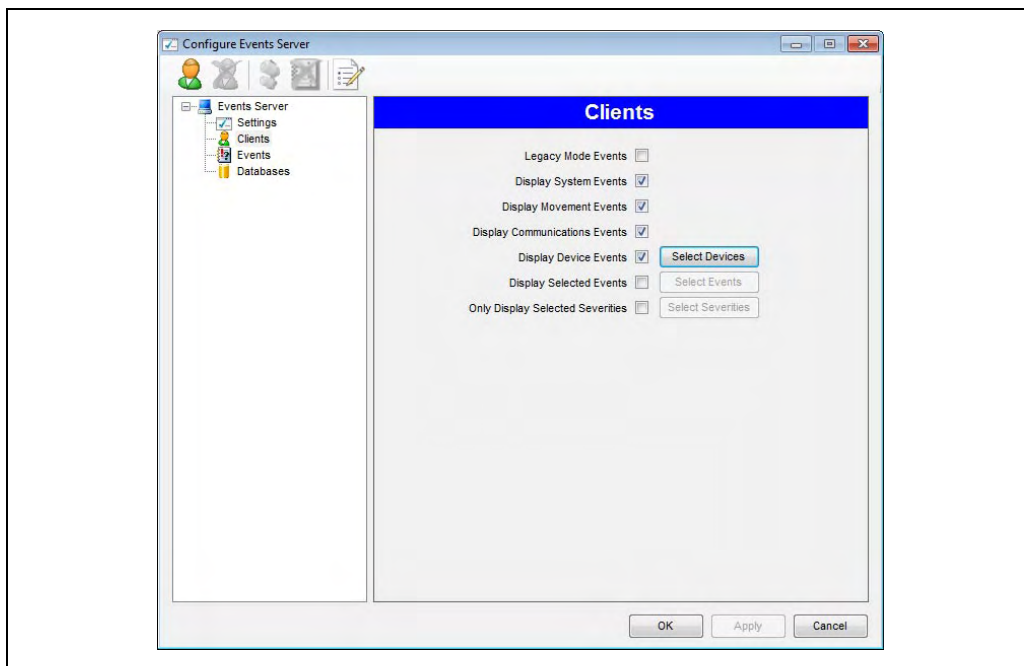 Configure Events Server
Events Server
Settings
Clients
Events
Databases
Clients
Legacy Mode Events
Display System Events
Display Movement Events
Display Communications Events
Display Device Events Select Devices
Display Selected Events Select Events
Only Display Selected Severities Select Severities
OK Apply Cancel